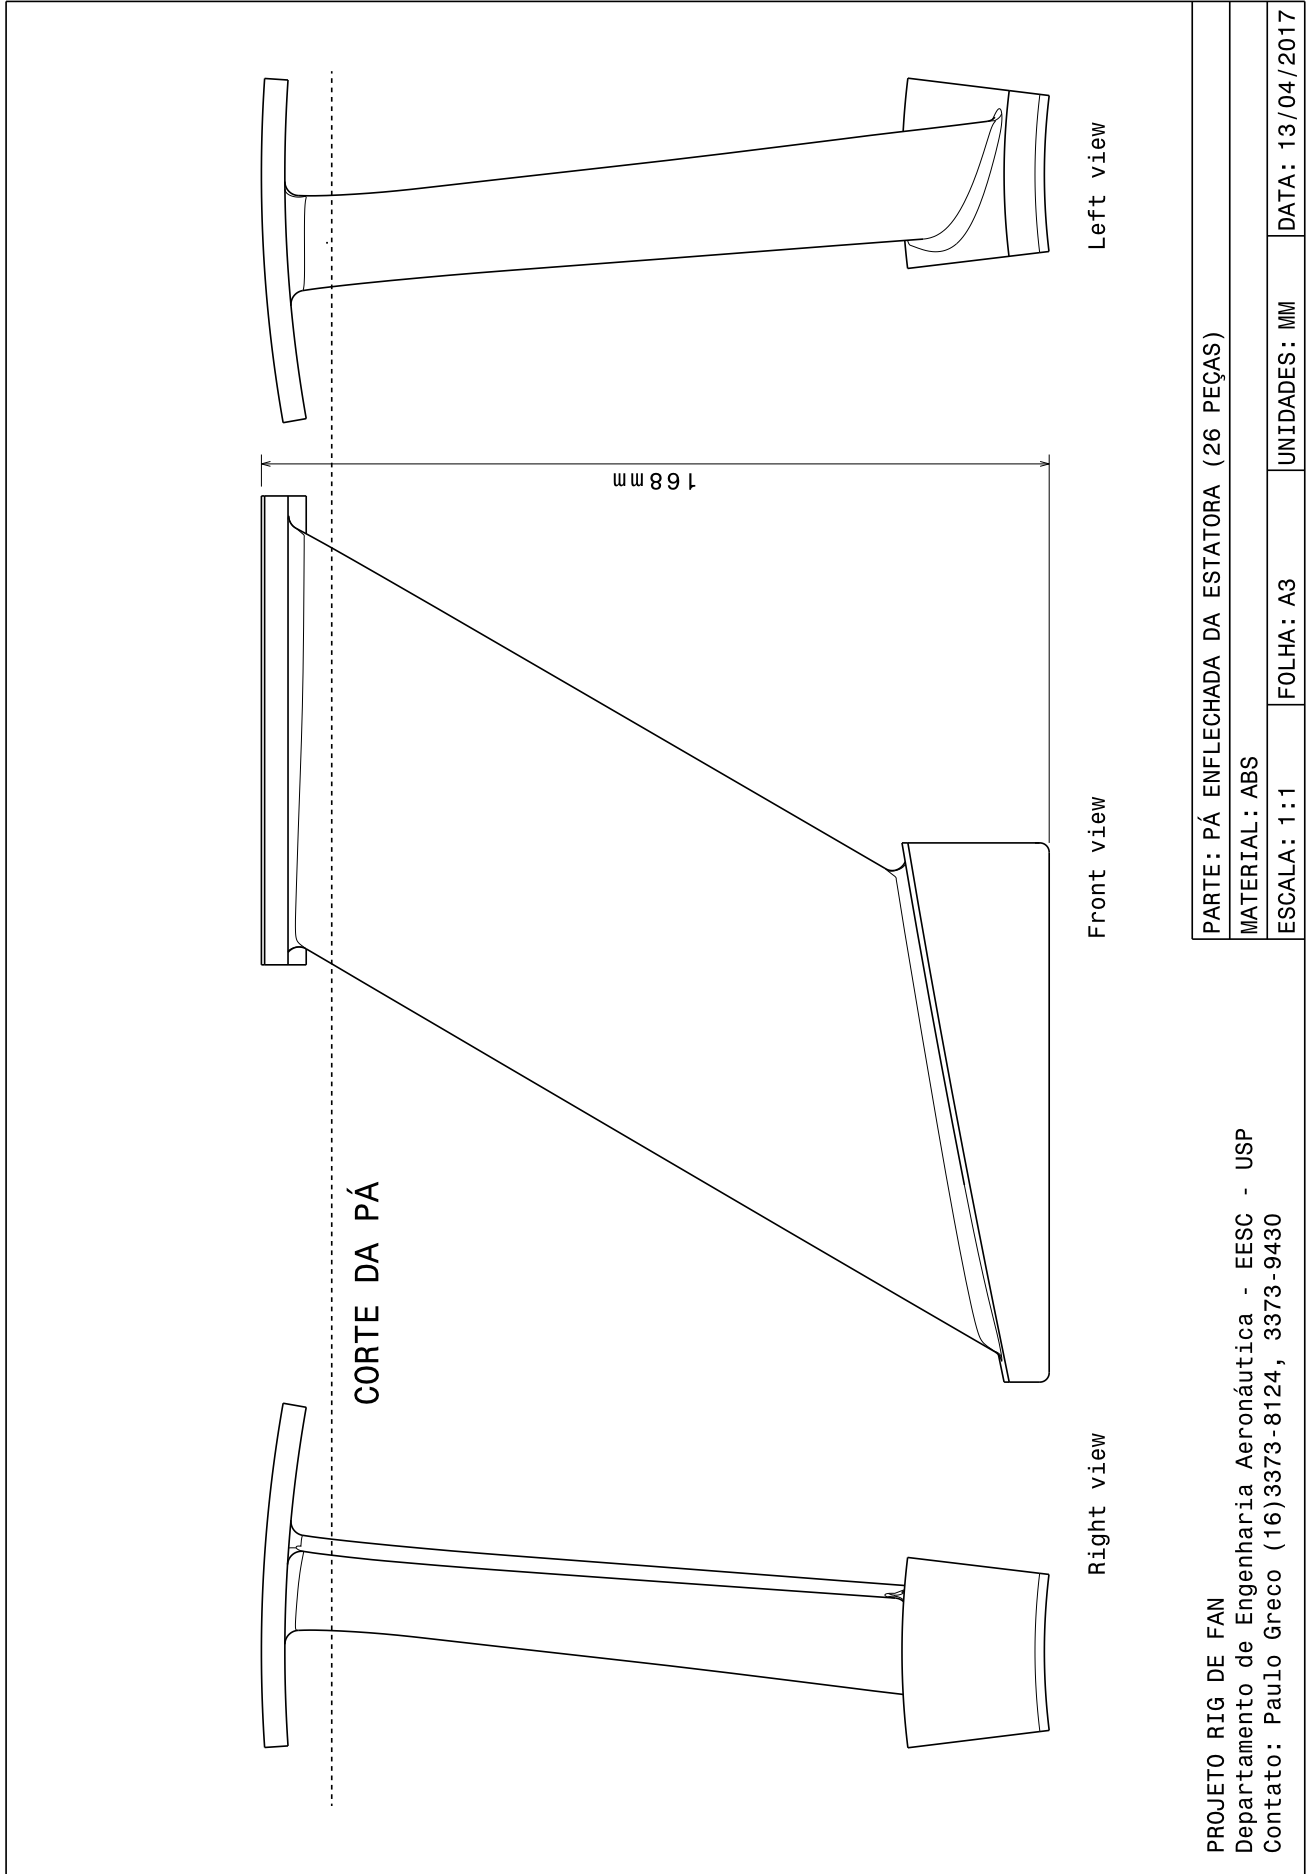 Left view
168mm
Front view
CORTE DA PÁ
Right view
PARTE: PÁ ENFLECHADA DA ESTATORA (26 PEÇAS)
MATERIAL: ABS
ESCALA: 1:1 FOLHA: A3 UNIDADES: MM DATA: 13/04/2017
PROJETO RIG DE FAN
Departamento de Engenharia Aeronáutica - EESC - USP
Contato: Paulo Greco (16)3373-8124, 3373-9430